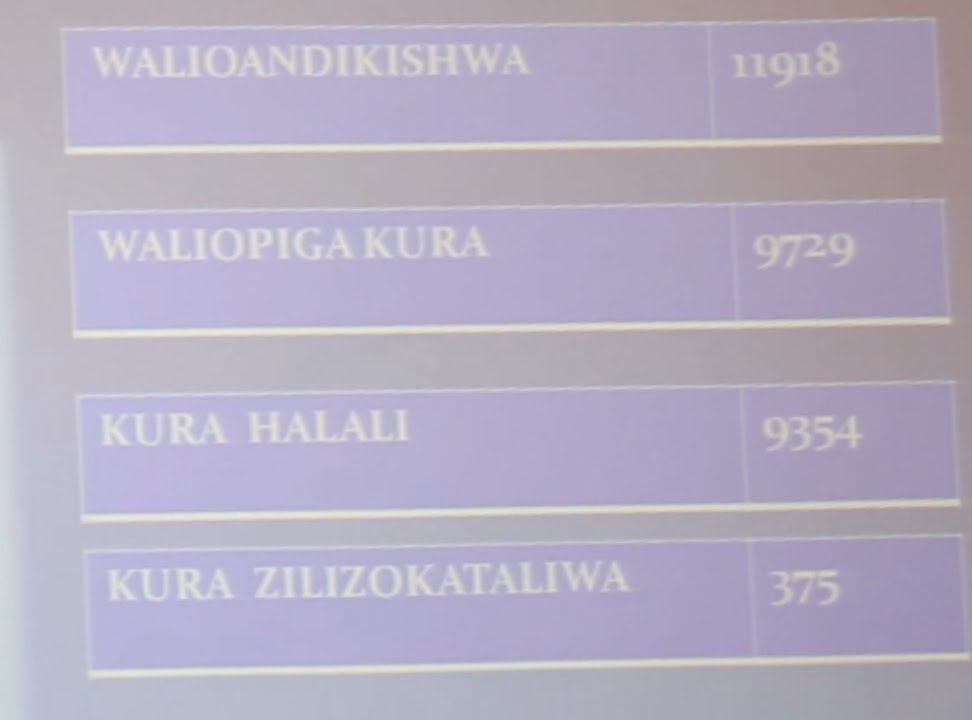 WALIOANDIKISHWA 11918
WALIOPIGA KURA 9729
KURA HALALI 9354
KURA ZILIZOKATALIWA 375